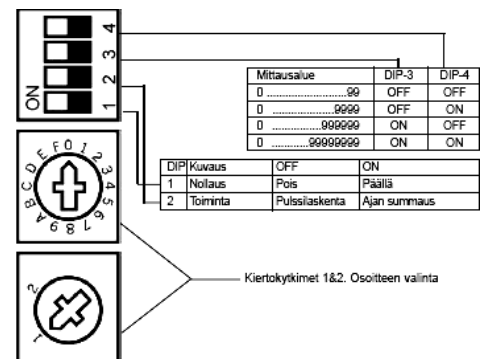 4
3
2
1
ON
Mittausalue DIP-3 DIP-4
0 ..........................99 OFF OFF
0 ......................9999 OFF ON
0 ..................999999 ON OFF
0 ..............99999999 ON ON
DIP Kuvaus OFF ON
1 Nollaus Pois Päällä
2 Toiminta Pulssilaskenta Ajan summaus
F 0 1 2 3 4 5 6 7 8 9 A B C D E
Kiertokytkimet 1&2. Osoitteen valinta
2
1